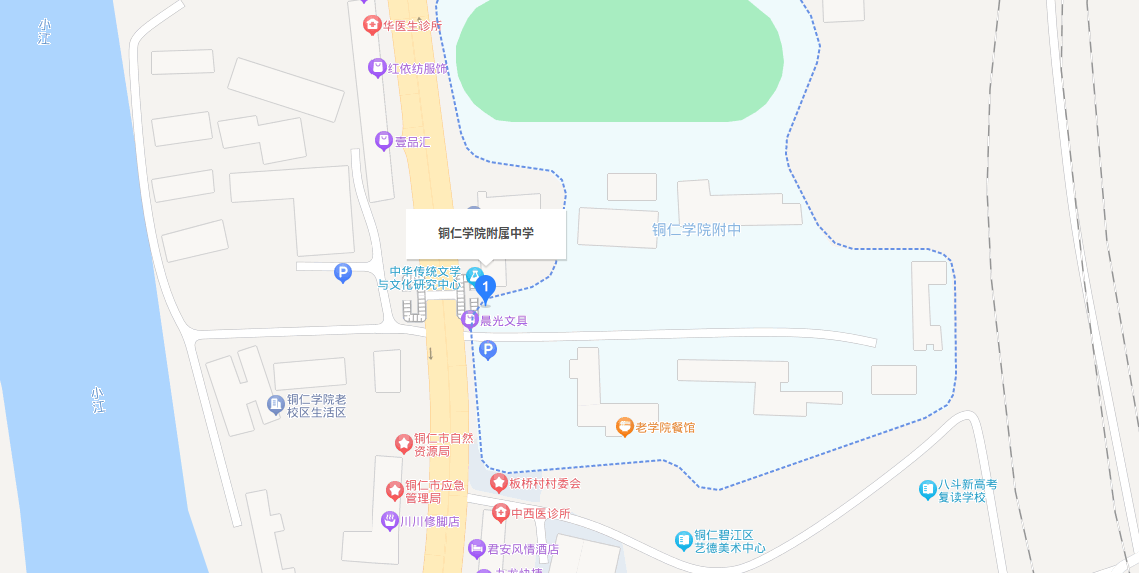 小江
华医生诊所
红依纺服饰
壹品汇
铜仁学院附中
铜仁学院附属中学
中华传统文学
与文化研究中心
1
P
晨光文具
P
小江
铜仁学院老
校区生活区
老学院餐馆
铜仁市自然
资源局
铜仁市应急
管理局
板桥村村委会
八斗新高考
复读学校
川川修脚店
中西医诊所
铜仁碧江区
艺德美术中心
君安风情酒店